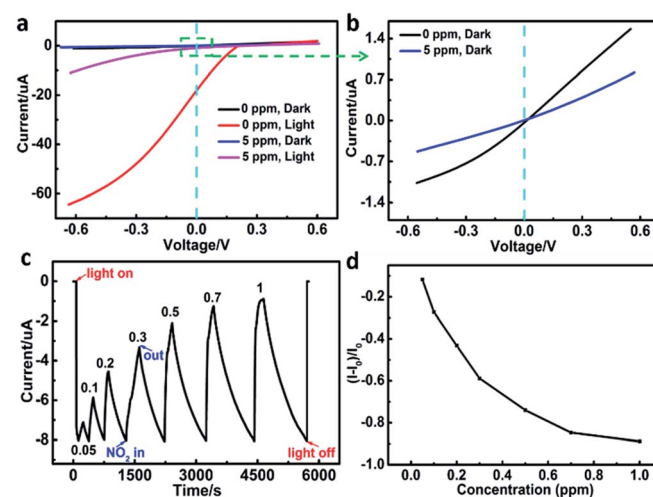 a
Current/uA
0
-20
-40
-60
0 ppm, Dark
0 ppm, Light
5 ppm, Dark
5 ppm, Light
-0.6 -0.3 0.0 0.3 0.6
Voltage/V
b
Current/uA
1.4
0.7
0.0
-0.7
-1.4
0 ppm, Dark
5 ppm, Dark
-0.6 -0.3 0.0 0.3 0.6
Voltage/V
c
Current/uA
0
-2
-4
-6
-8
light on
0.05
0.1
0.2
0.3
out
0.5
0.7
1
NO2 in
light off
0 1500 3000 4500 6000
Time/s
d
(I-I0)/I0
-0.2
-0.4
-0.6
-0.8
-1.0
0.0 0.2 0.4 0.6 0.8 1.0
Concentration (ppm)